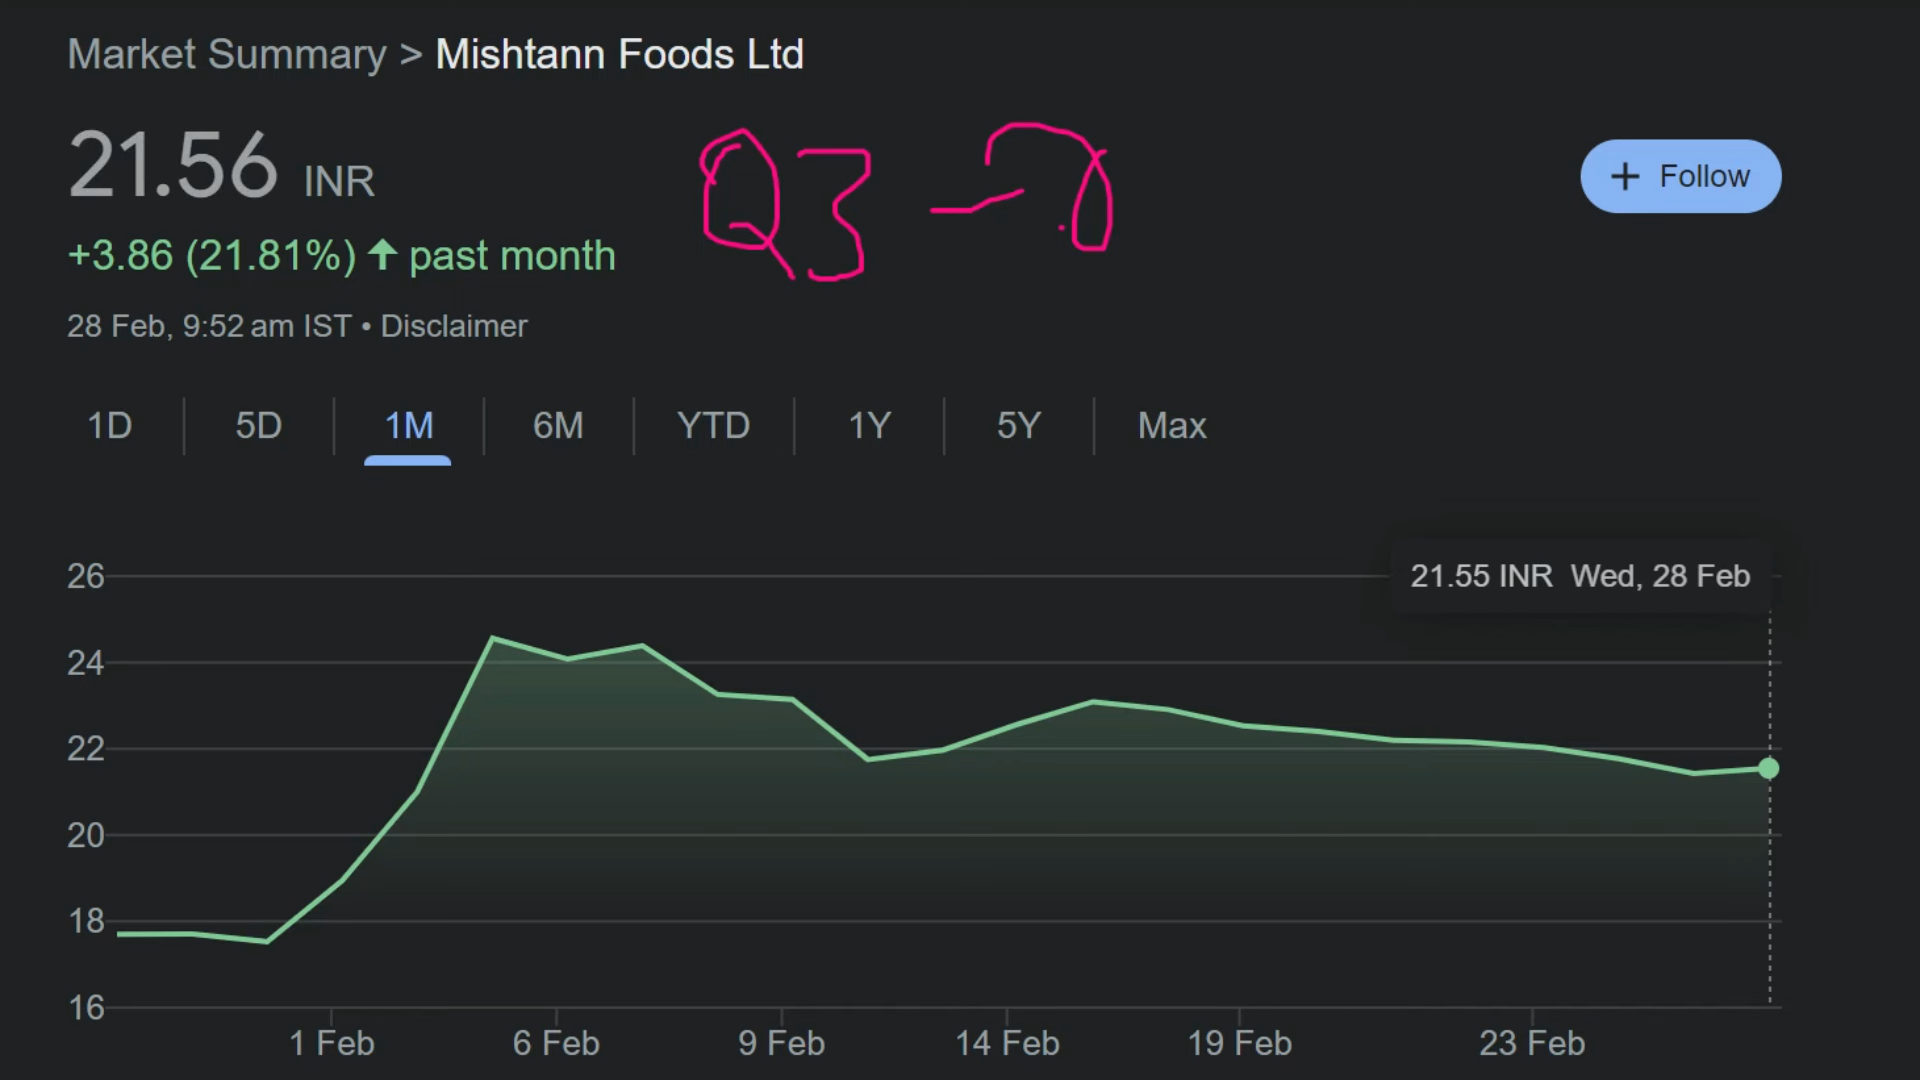 Market Summary > Mishtann Foods Ltd
21.56 INR
Q3
+ Follow
+3.86 (21.81%) ↑ past month
28 Feb, 9:52 am IST • Disclaimer
1D 5D 1M 6M YTD 1Y 5Y Max
21.55 INR Wed, 28 Feb
26
24
22
20
18
16
1 Feb 6 Feb 9 Feb 14 Feb 19 Feb 23 Feb